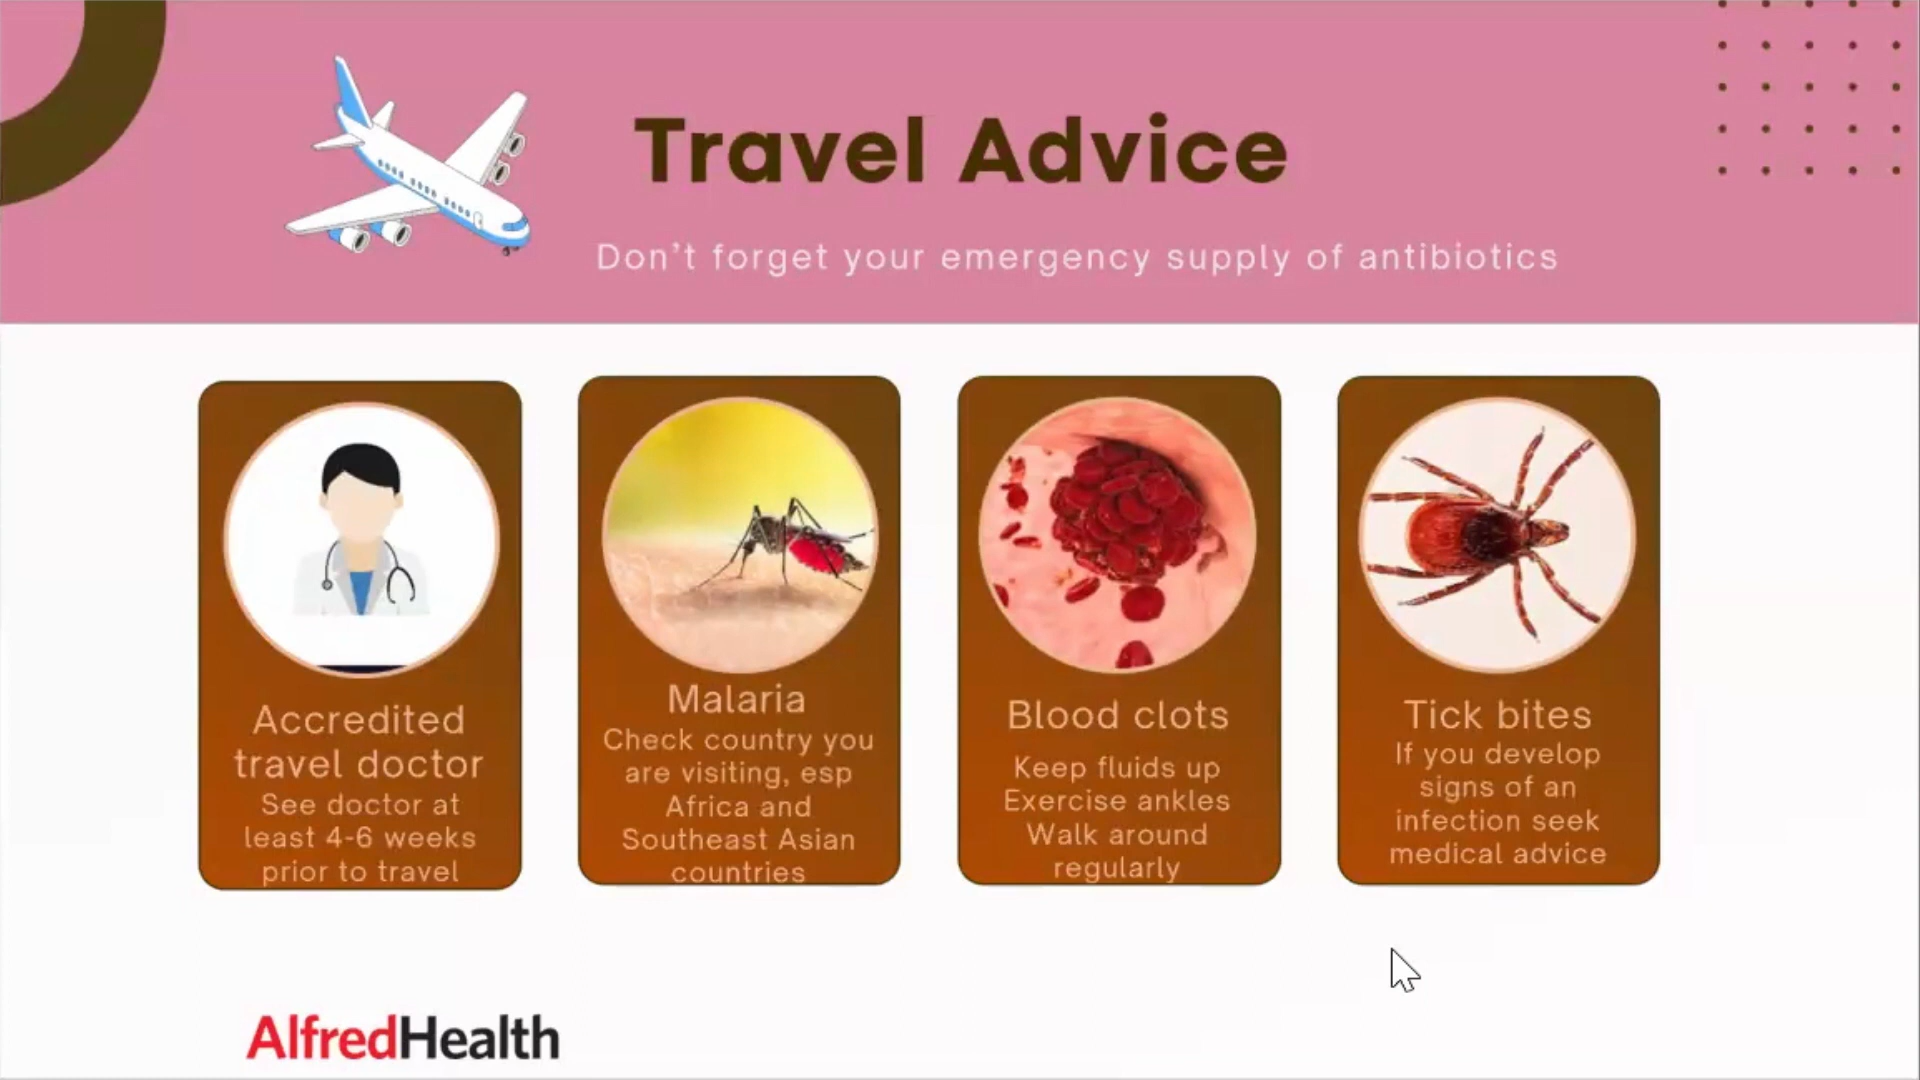 Travel Advice
Don't forget your emergency supply of antibiotics
Accredited
travel doctor
See doctor at
least 4-6 weeks
prior to travel
Malaria
Check country you
are visiting, esp
Africa and
Southeast Asian
countries
Blood clots
Keep fluids up
Exercise ankles
Walk around
regularly
Tick bites
If you develop
signs of an
infection seek
medical advice
AlfredHealth